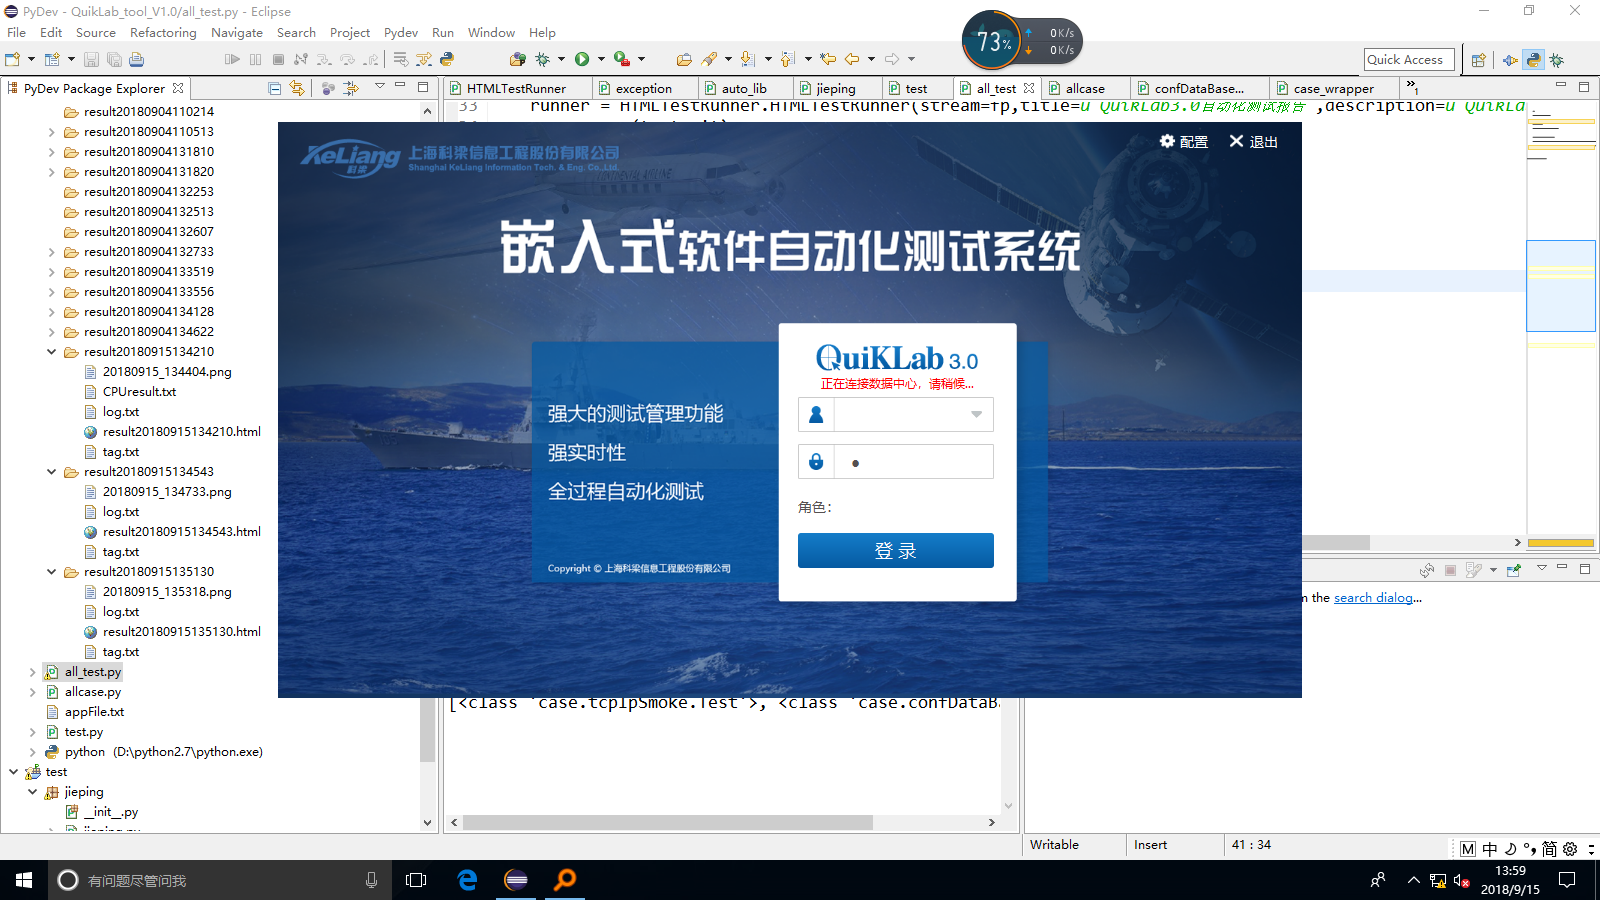 PyDev - QuikLab_tool_V1.0/all_test.py - Eclipse
File Edit Source Refactoring Navigate Search Project Pydev Run Window Help
73%
0K/s
0K/s
Quick Access
PyDev Package Explorer
HTMLTestRunner
exception
auto_lib
jieping
test
all_test
allcase
confDataBase...
case_wrapper
»1
result20180904110214
result20180904110513
result20180904131810
result20180904131820
result20180904132253
result20180904132513
result20180904132607
result20180904132733
result20180904133519
result20180904133556
result20180904134128
result20180904134622
result20180915134210
20180915_134404.png
CPUresult.txt
log.txt
result20180915134210.html
tag.txt
result20180915134543
20180915_134733.png
log.txt
result20180915134543.html
tag.txt
result20180915135130
20180915_135318.png
log.txt
result20180915135130.html
tag.txt
all_test.py
allcase.py
appFile.txt
test.py
python (D:\python2.7\python.exe)
test
jieping
__init__.py
jieping.py
33 runner = HTMLTestRunner.HTMLTestRunner(stream=fp,title=u'QuiKLab3.0自动化测试报告',description=u'QuiKLa
KeLiang 科梁
上海科梁信息工程股份有限公司
Shanghai KeLiang Information Tech. & Eng. Co.,Ltd.
配置
退出
嵌入式软件自动化测试系统
强大的测试管理功能
强实时性
全过程自动化测试
Copyright © 上海科梁信息工程股份有限公司
QuiKLab 3.0
正在连接数据中心，请稍候...
角色：
登 录
the search dialog...
[<class 'case.tcpIpSmoke.Test'>, <class 'case.confDataBa
Writable
Insert
41 : 34
M 中 简
有问题尽管问我
13:59
2018/9/15